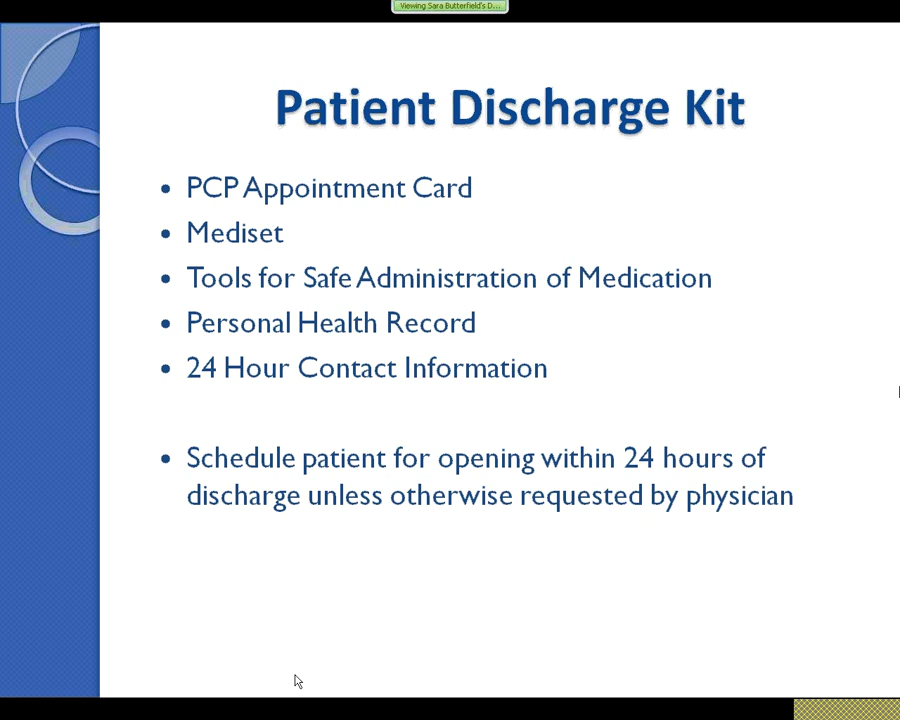 Viewing Sara Butterfield's D...
Patient Discharge Kit
• PCP Appointment Card
• Mediset
• Tools for Safe Administration of Medication
• Personal Health Record
• 24 Hour Contact Information
• Schedule patient for opening within 24 hours of
discharge unless otherwise requested by physician